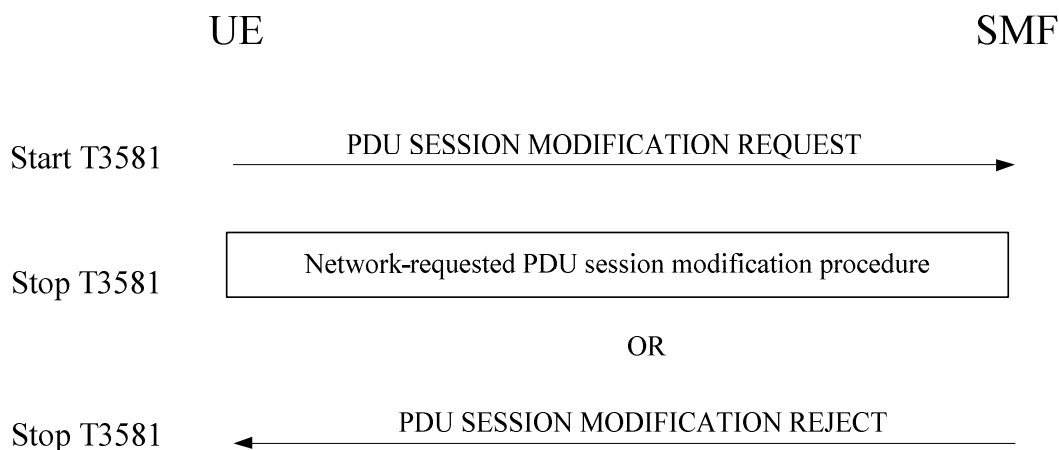 UE SMF
Start T3581 PDU SESSION MODIFICATION REQUEST
Stop T3581 Network-requested PDU session modification procedure
OR
Stop T3581 PDU SESSION MODIFICATION REJECT